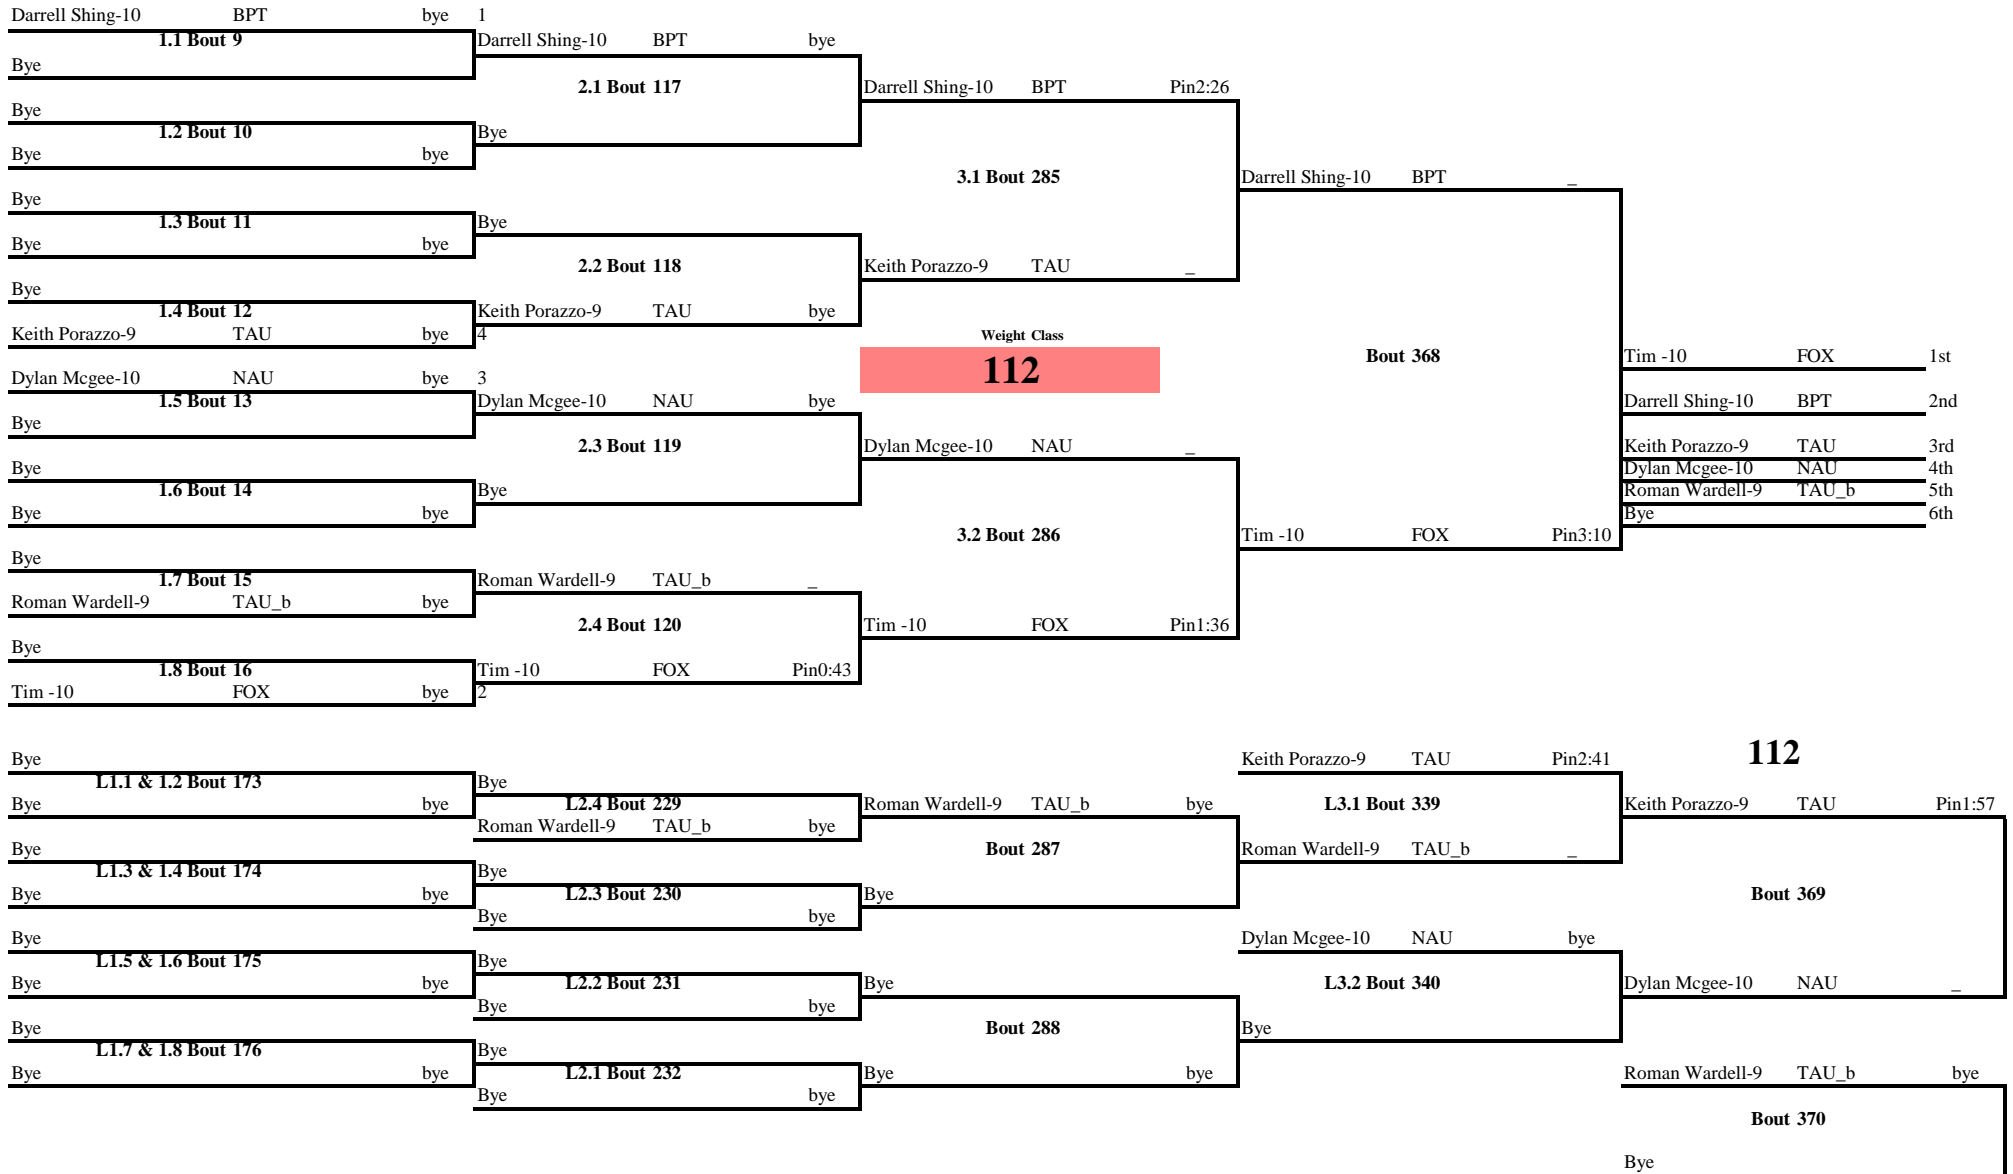 Darrell Shing-10 BPT bye 1
1.1 Bout 9
Bye
Bye
1.2 Bout 10
Bye bye
Bye
1.3 Bout 11
Bye bye
Bye
1.4 Bout 12
Keith Porazzo-9 TAU bye 4
Dylan Mcgee-10 NAU bye 3
1.5 Bout 13
Bye
Bye
1.6 Bout 14
Bye bye
Bye
1.7 Bout 15
Roman Wardell-9 TAU_b bye
Bye
1.8 Bout 16
Tim -10 FOX bye 2
Darrell Shing-10 BPT bye
2.1 Bout 117
Bye
Bye
2.2 Bout 118
Keith Porazzo-9 TAU bye
Dylan Mcgee-10 NAU bye
2.3 Bout 119
Bye
Roman Wardell-9 TAU_b _
2.4 Bout 120
Tim -10 FOX Pin0:43
Darrell Shing-10 BPT Pin2:26
3.1 Bout 285
Keith Porazzo-9 TAU _
Weight Class
112
Dylan Mcgee-10 NAU _
3.2 Bout 286
Tim -10 FOX Pin1:36
Darrell Shing-10 BPT _
Bout 368
Tim -10 FOX Pin3:10
Tim -10 FOX 1st
Darrell Shing-10 BPT 2nd
Keith Porazzo-9 TAU 3rd
Dylan Mcgee-10 NAU 4th
Roman Wardell-9 TAU_b 5th
Bye 6th
Bye
L1.1 & 1.2 Bout 173
Bye bye
Bye
L1.3 & 1.4 Bout 174
Bye bye
Bye
L1.5 & 1.6 Bout 175
Bye bye
Bye
L1.7 & 1.8 Bout 176
Bye bye
Bye
L2.4 Bout 229
Roman Wardell-9 TAU_b bye
Bye
L2.3 Bout 230
Bye bye
Bye
L2.2 Bout 231
Bye bye
Bye
L2.1 Bout 232
Bye bye
Roman Wardell-9 TAU_b bye
Bout 287
Bye
Bye
Bout 288
Bye bye
Keith Porazzo-9 TAU Pin2:41
L3.1 Bout 339
Roman Wardell-9 TAU_b _
Dylan Mcgee-10 NAU bye
L3.2 Bout 340
Bye
112
Keith Porazzo-9 TAU Pin1:57
Bout 369
Dylan Mcgee-10 NAU _
Roman Wardell-9 TAU_b bye
Bout 370
Bye